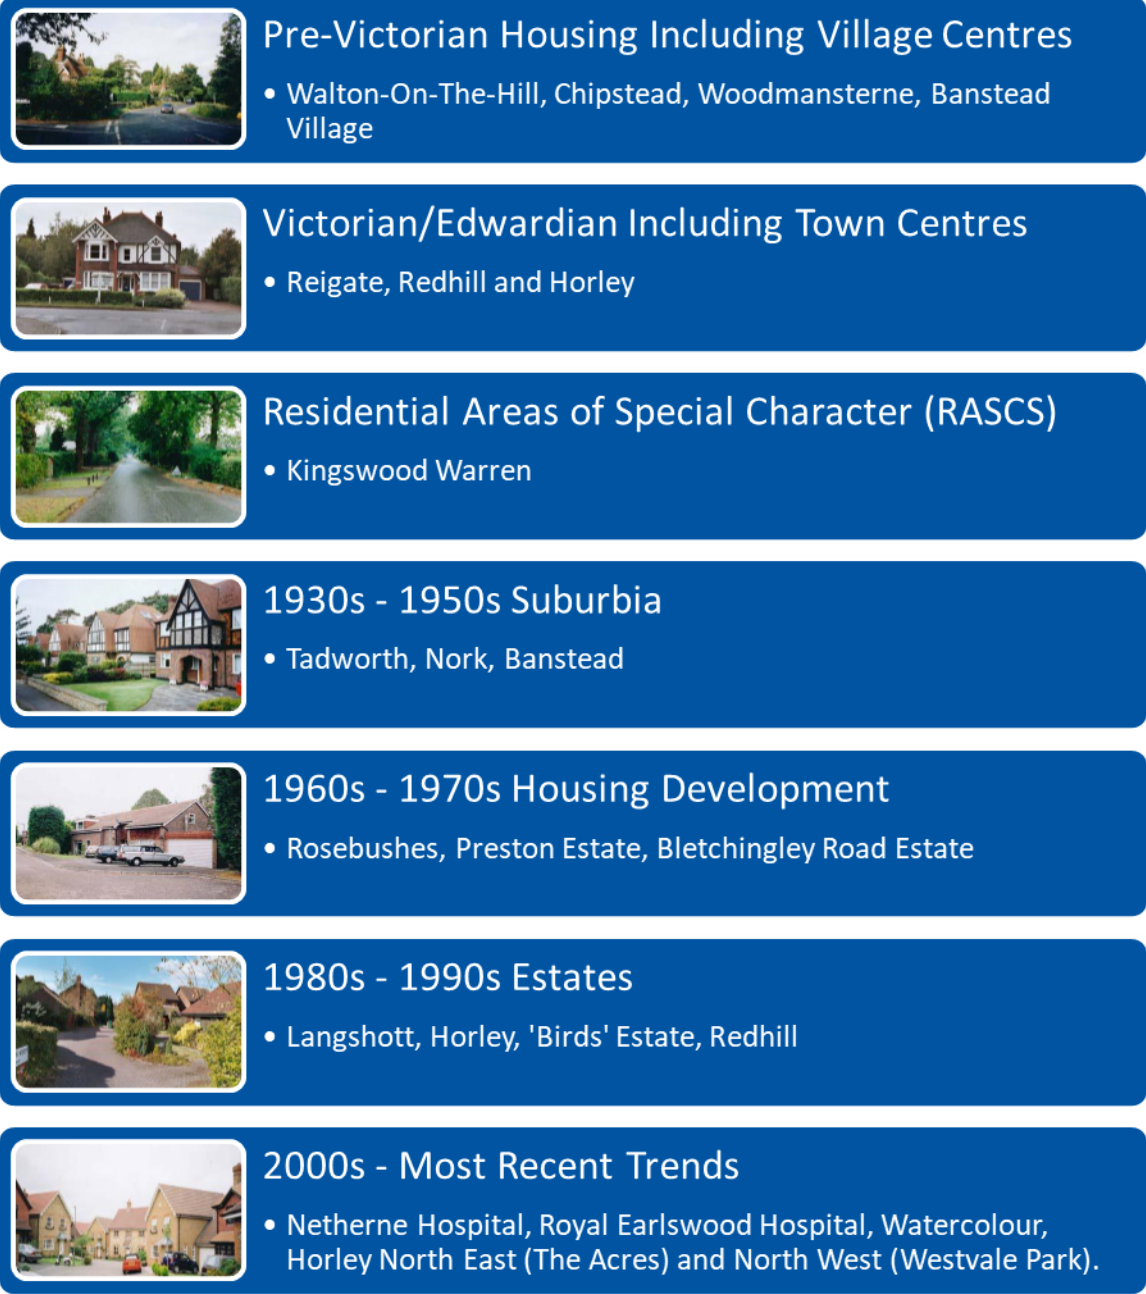 Pre-Victorian Housing Including Village Centres
• Walton-On-The-Hill, Chipstead, Woodmansterne, Banstead
Village
Victorian/Edwardian Including Town Centres
• Reigate, Redhill and Horley
Residential Areas of Special Character (RASCS)
• Kingswood Warren
1930s - 1950s Suburbia
• Tadworth, Nork, Banstead
1960s - 1970s Housing Development
• Rosebushes, Preston Estate, Bletchingley Road Estate
1980s - 1990s Estates
• Langshott, Horley, 'Birds' Estate, Redhill
2000s - Most Recent Trends
• Netherne Hospital, Royal Earlswood Hospital, Watercolour,
Horley North East (The Acres) and North West (Westvale Park).